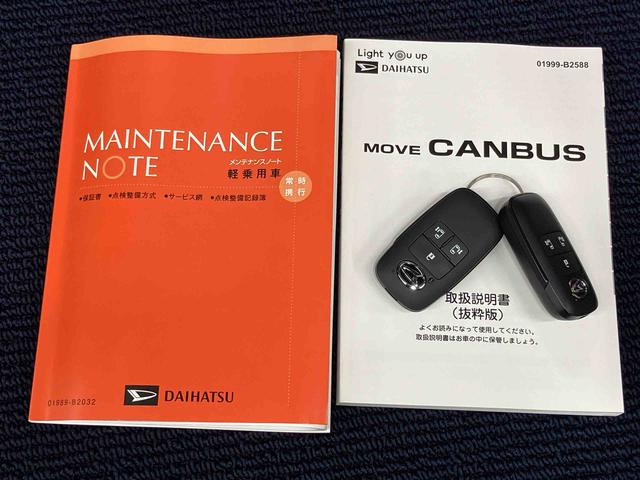 MAINTENANCE
NOTE
メンテナンスノート
軽乗用車
常時
携行
•保証書 •点検整備方式 •サービス網 •点検整備記録簿
DAIHATSU
01989-B2032
Light you up
DAIHATSU
01999-B2588
MOVE CANBUS
取扱説明書
(抜粋版)
よくお読みになって使用してください。
取扱説明書はお車の中に保管しましょう。